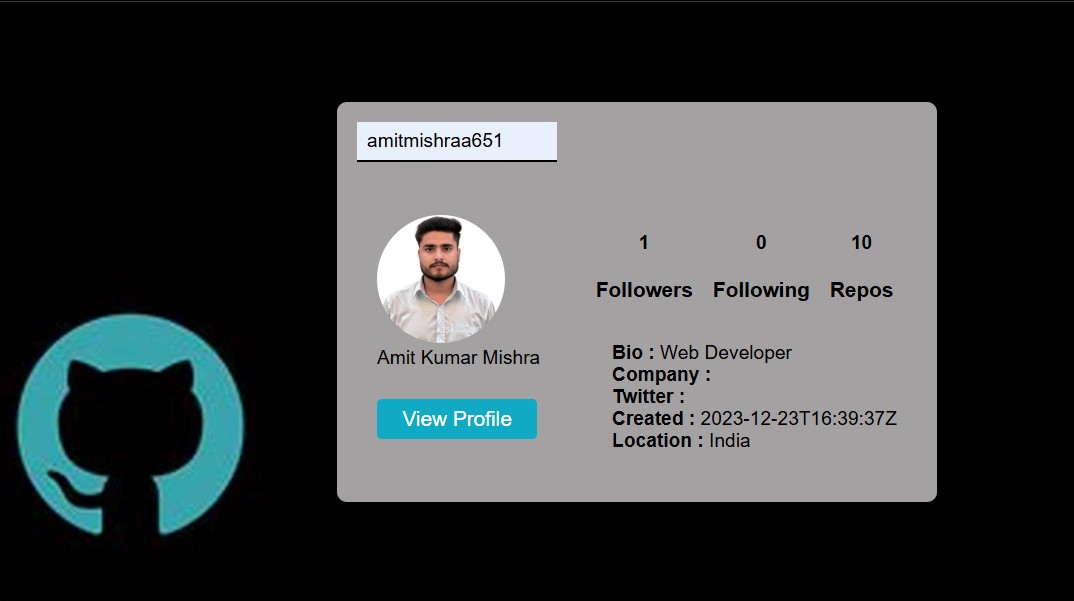 amitmishraa651
1 0 10
Followers Following Repos
Amit Kumar Mishra
View Profile
Bio : Web Developer
Company :
Twitter :
Created : 2023-12-23T16:39:37Z
Location : India